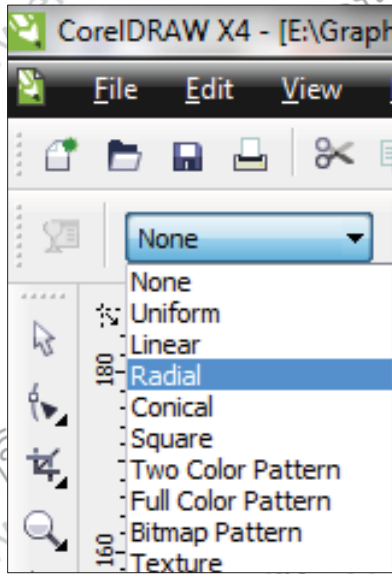 CorelDRAW X4 - [E:\Graph
File Edit View
None
None
Uniform
Linear
Radial
Conical
Square
Two Color Pattern
Full Color Pattern
Bitmap Pattern
Texture
180
160